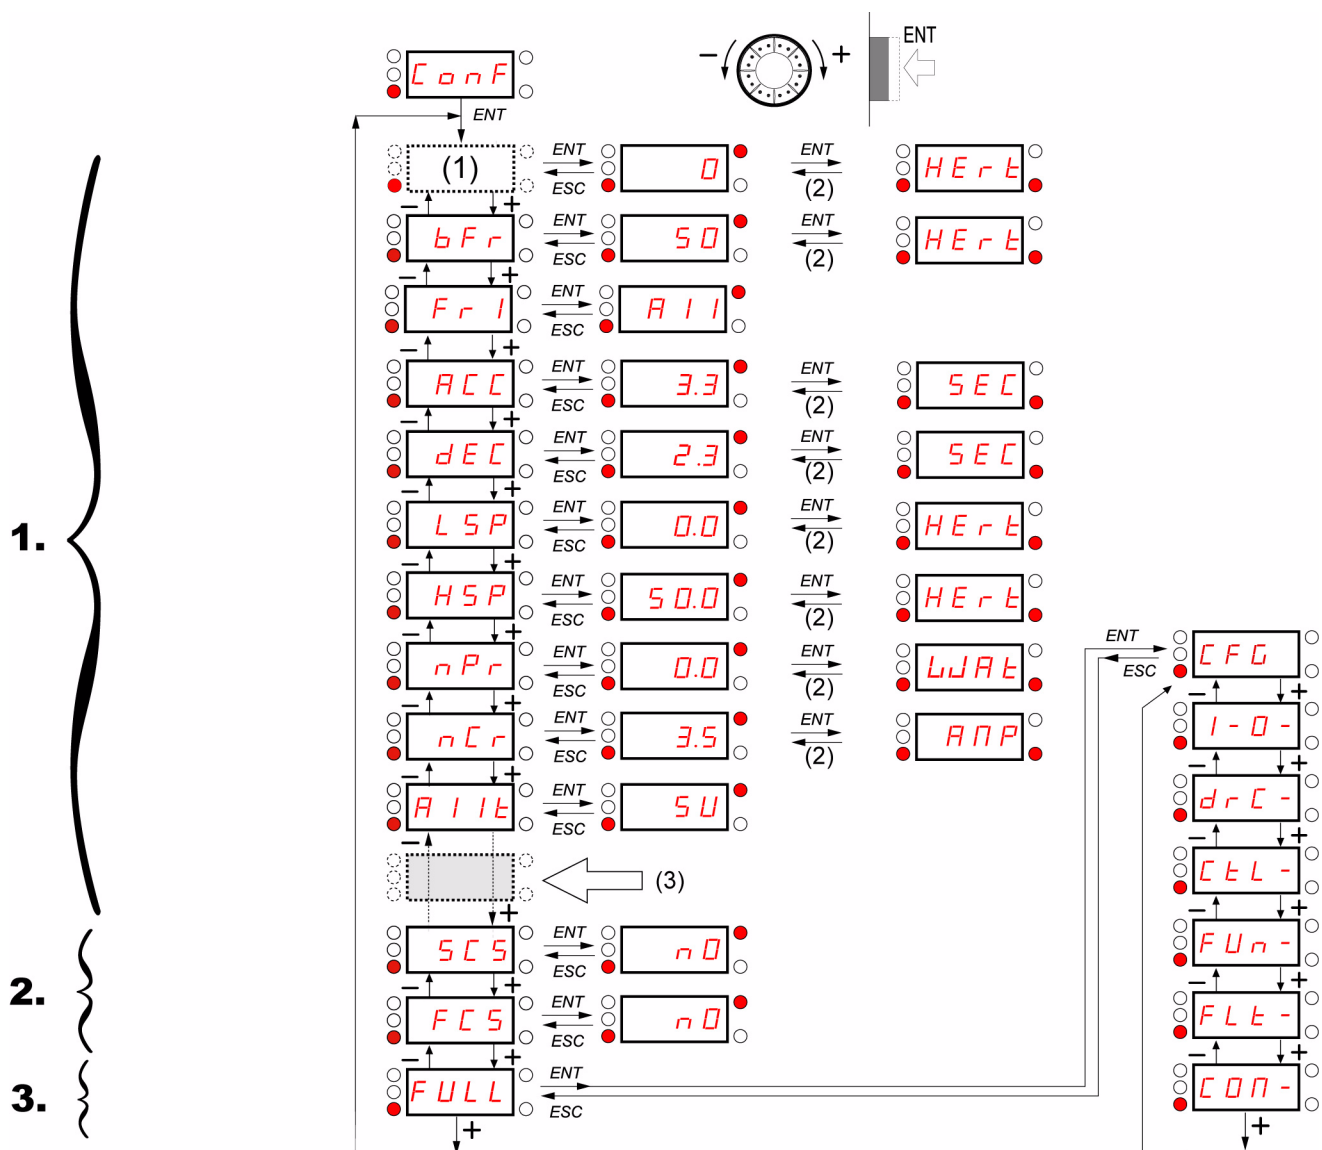 − + ENT
ConF
ENT
(1) ENT ESC 0 ENT (2) HErt
− +
bFr ENT ESC 50 ENT (2) HErt
− +
Fr1 ENT ESC A11
− +
ACC ENT ESC 3.3 ENT (2) SEC
− +
dEC ENT ESC 2.3 ENT (2) SEC
− +
LSP ENT ESC 0.0 ENT (2) HErt
− +
1.
HSP ENT ESC 50.0 ENT (2) HErt
− +
nPr ENT ESC 0.0 ENT (2) WAt
− +
nCr ENT ESC 3.5 ENT (2) AMP
− +
A11t ENT ESC 5U
−
(3)
+
2.
SCS ENT ESC nO
− +
FCS ENT ESC nO
− +
3.
FULL ENT ESC
+
ENT ESC CFG
− +
I-O-
− +
drC-
− +
CtL-
− +
FUn-
− +
FLt-
− +
COM-
+